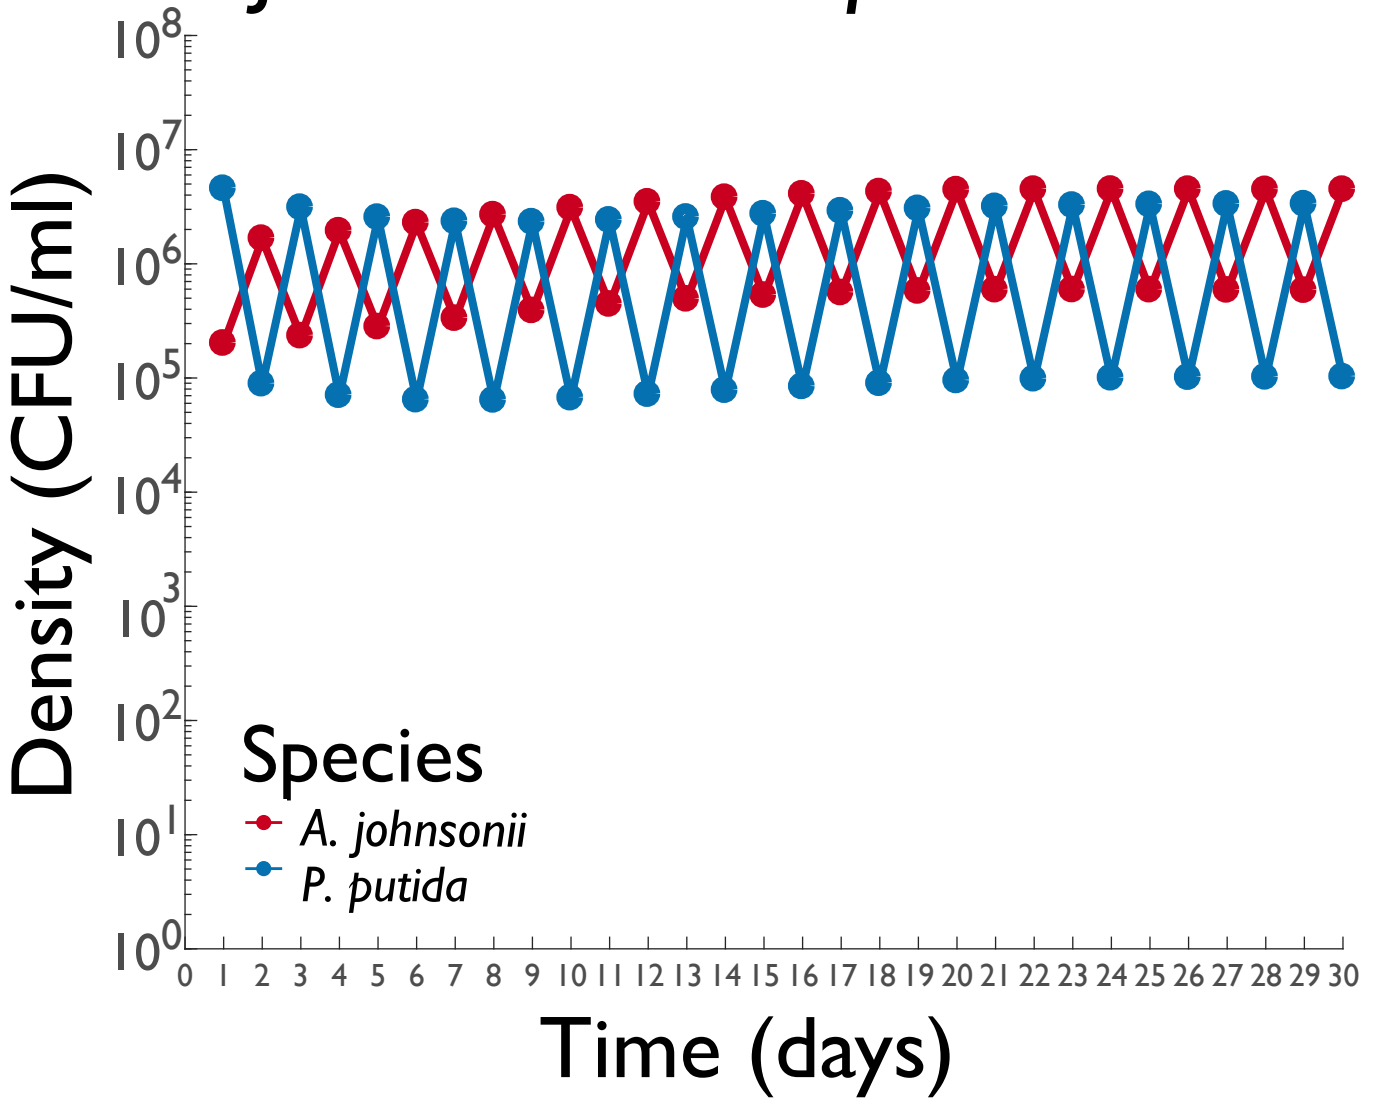 10⁸
10⁷
10⁶
10⁵
10⁴
10³
10²
10¹
10⁰
Density (CFU/ml)
Species
A. johnsonii
P. putida
0 1 2 3 4 5 6 7 8 9 10 11 12 13 14 15 16 17 18 19 20 21 22 23 24 25 26 27 28 29 30
Time (days)